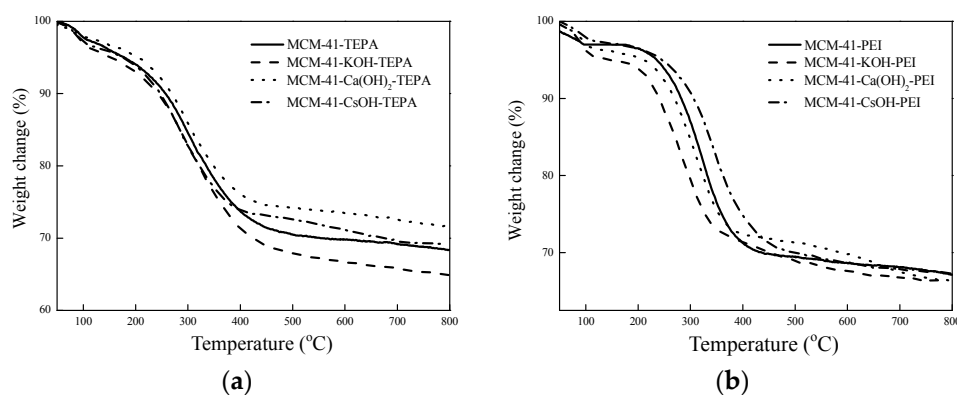 (a)
100
90
80
70
60
Weight change (%)
MCM-41-TEPA
MCM-41-KOH-TEPA
MCM-41-Ca(OH)₂-TEPA
MCM-41-CsOH-TEPA
100 200 300 400 500 600 700 800
Temperature (°C)
(b)
100
90
80
70
Weight change (%)
MCM-41-PEI
MCM-41-KOH-PEI
MCM-41-Ca(OH)₂-PEI
MCM-41-CsOH-PEI
100 200 300 400 500 600 700 800
Temperature (°C)
(a)
(b)